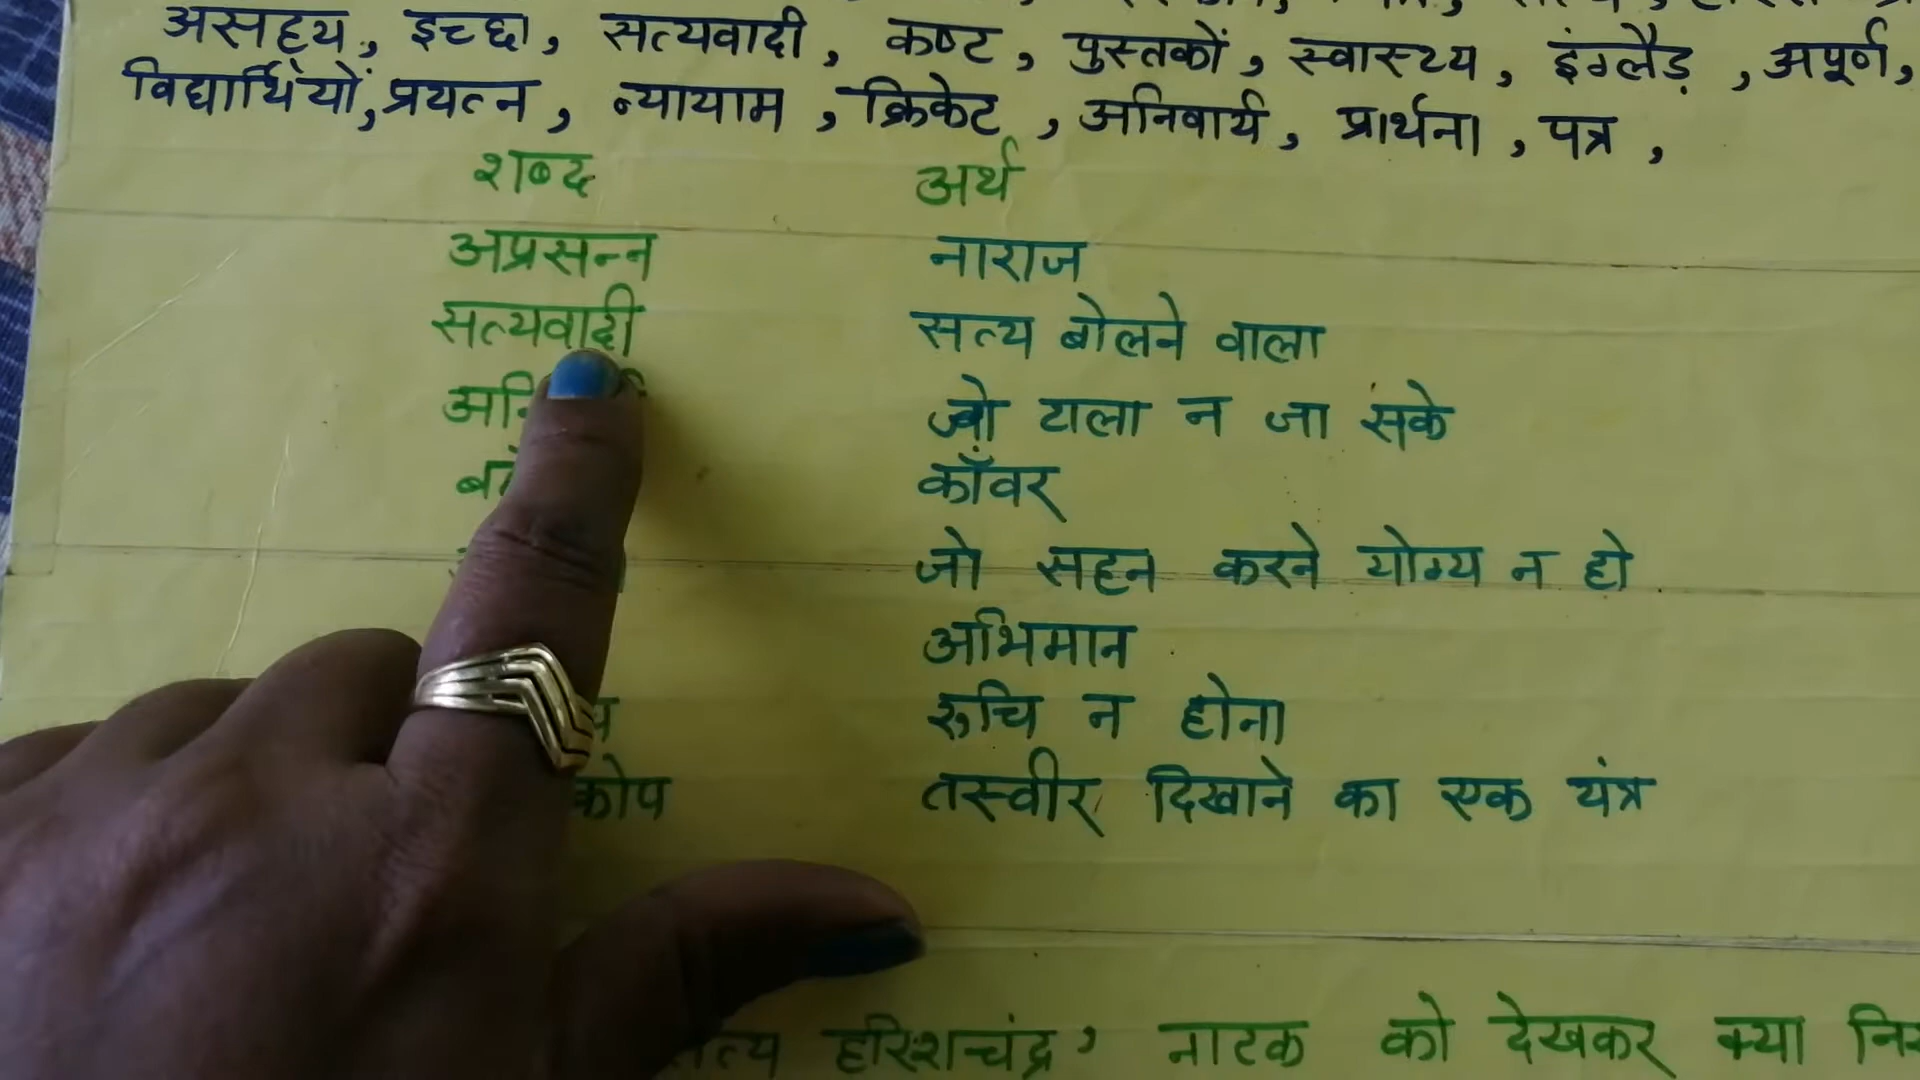 असह्य, इच्छा, सत्यवादी, कष्ट, पुस्तकों, स्वास्थ्य, इंग्लैड़, अपूर्ण,
विद्यार्थियों, प्रयत्न, व्यायाम, क्रिकेट, अनिवार्य, प्रार्थना, पत्र,
शब्द अर्थ
अप्रसन्न नाराज
सत्यवादी सत्य बोलने वाला
जो टाला न जा सके
काँवर
जो सहन करने योग्य न हो
अभिमान
रुचि न होना
तस्वीर दिखाने का एक यंत्र
हरिशचंद्र' नाटक को देखकर क्या